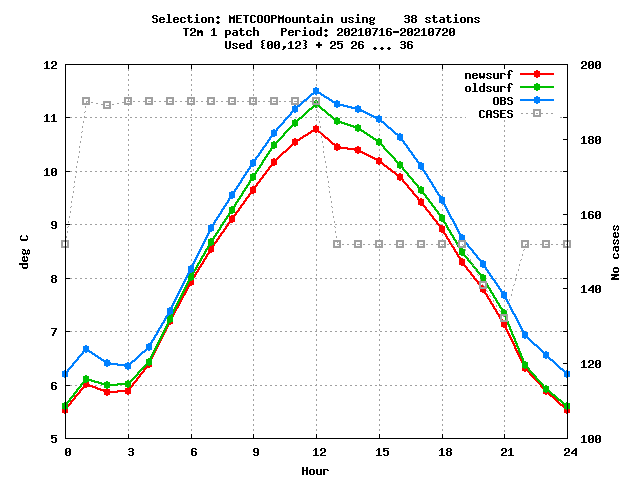 Selection: METCOOPMountain using    38 stations
T2m 1 patch   Period: 20210716-20210720
Used {00,12} + 25 26 ... 36
newsurf
oldsurf
OBS
CASES
12
11
10
9
8
7
6
5
deg C
200
180
160
140
120
100
No cases
0 3 6 9 12 15 18 21 24
Hour